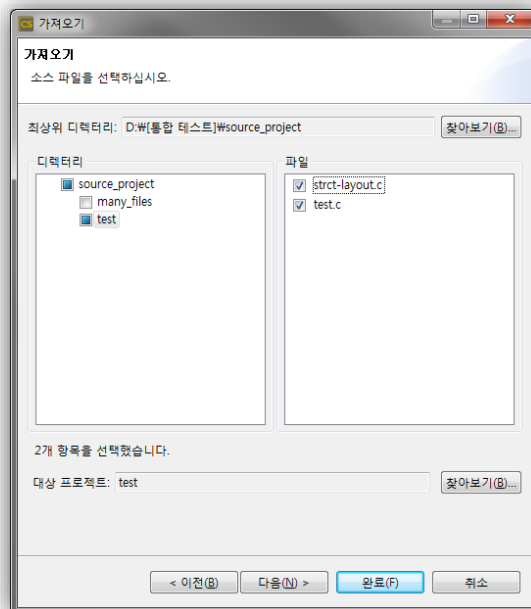 CS 가져오기
가져오기
소스 파일을 선택하십시오.
최상위 디렉터리: D:₩[통합 테스트]₩source_project 찾아보기(B)...
디렉터리
source_project
many_files
test
파일
strct-layout.c
test.c
2개 항목을 선택했습니다.
대상 프로젝트: test 찾아보기(B)...
< 이전(B) 다음(N) > 완료(F) 취소